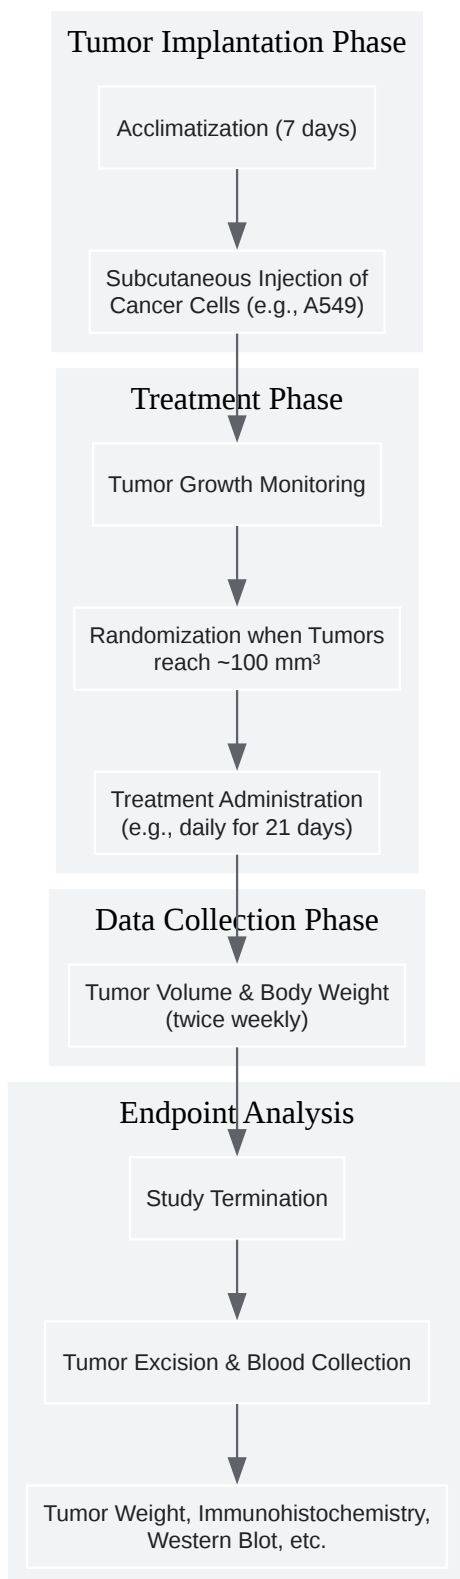 Tumor Implantation Phase
Acclimatization (7 days)
Subcutaneous Injection of
Cancer Cells (e.g., A549)
Treatment Phase
Tumor Growth Monitoring
Randomization when Tumors
reach ~100 mm³
Treatment Administration
(e.g., daily for 21 days)
Data Collection Phase
Tumor Volume & Body Weight
(twice weekly)
Endpoint Analysis
Study Termination
Tumor Excision & Blood Collection
Tumor Weight, Immunohistochemistry,
Western Blot, etc.